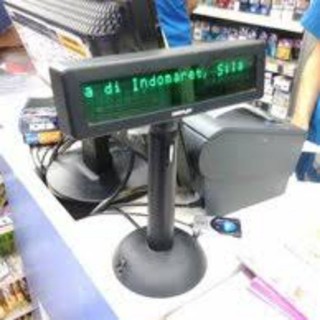 a di Indomaret, Sila